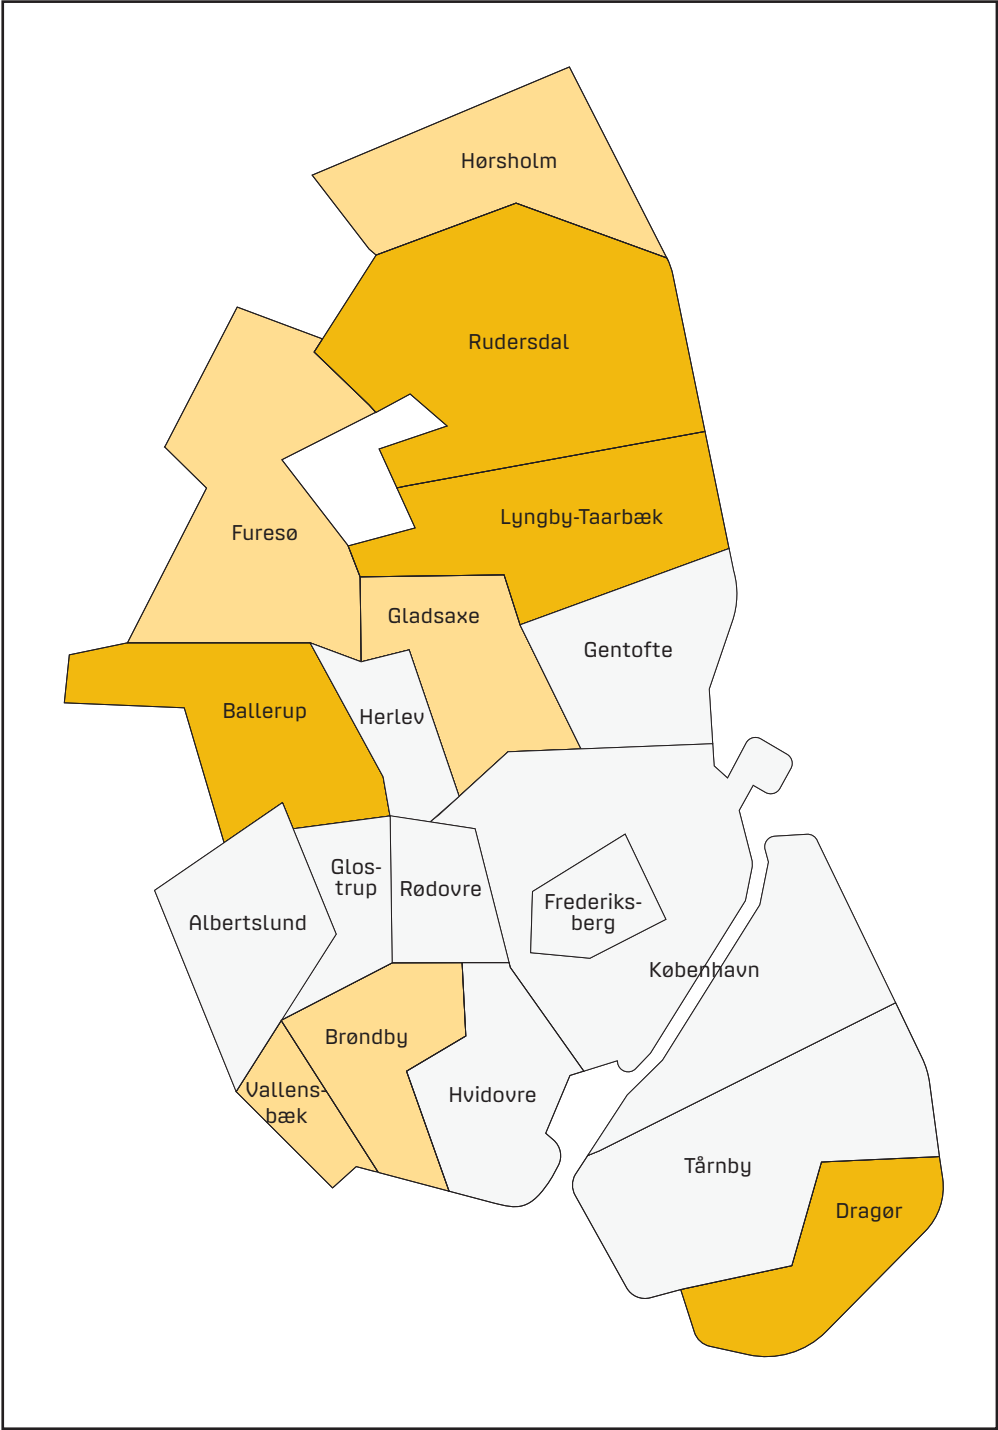 Hørsholm
Rudersdal
Lyngby-Taarbæk
Furesø
Gladsaxe
Gentofte
Ballerup
Herlev
Glos-
trup
Rødovre
Frederiks-
berg
Albertslund
København
Brøndby
Vallens-
bæk
Hvidovre
Tårnby
Dragør